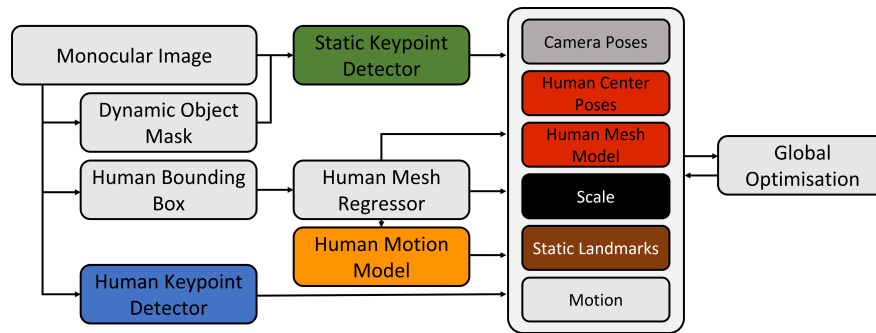 Monocular Image
Static Keypoint
Detector
Dynamic Object
Mask
Human Bounding
Box
Human Mesh
Regressor
Human Motion
Model
Human Keypoint
Detector
Camera Poses
Human Center
Poses
Human Mesh
Model
Scale
Static Landmarks
Motion
Global
Optimisation